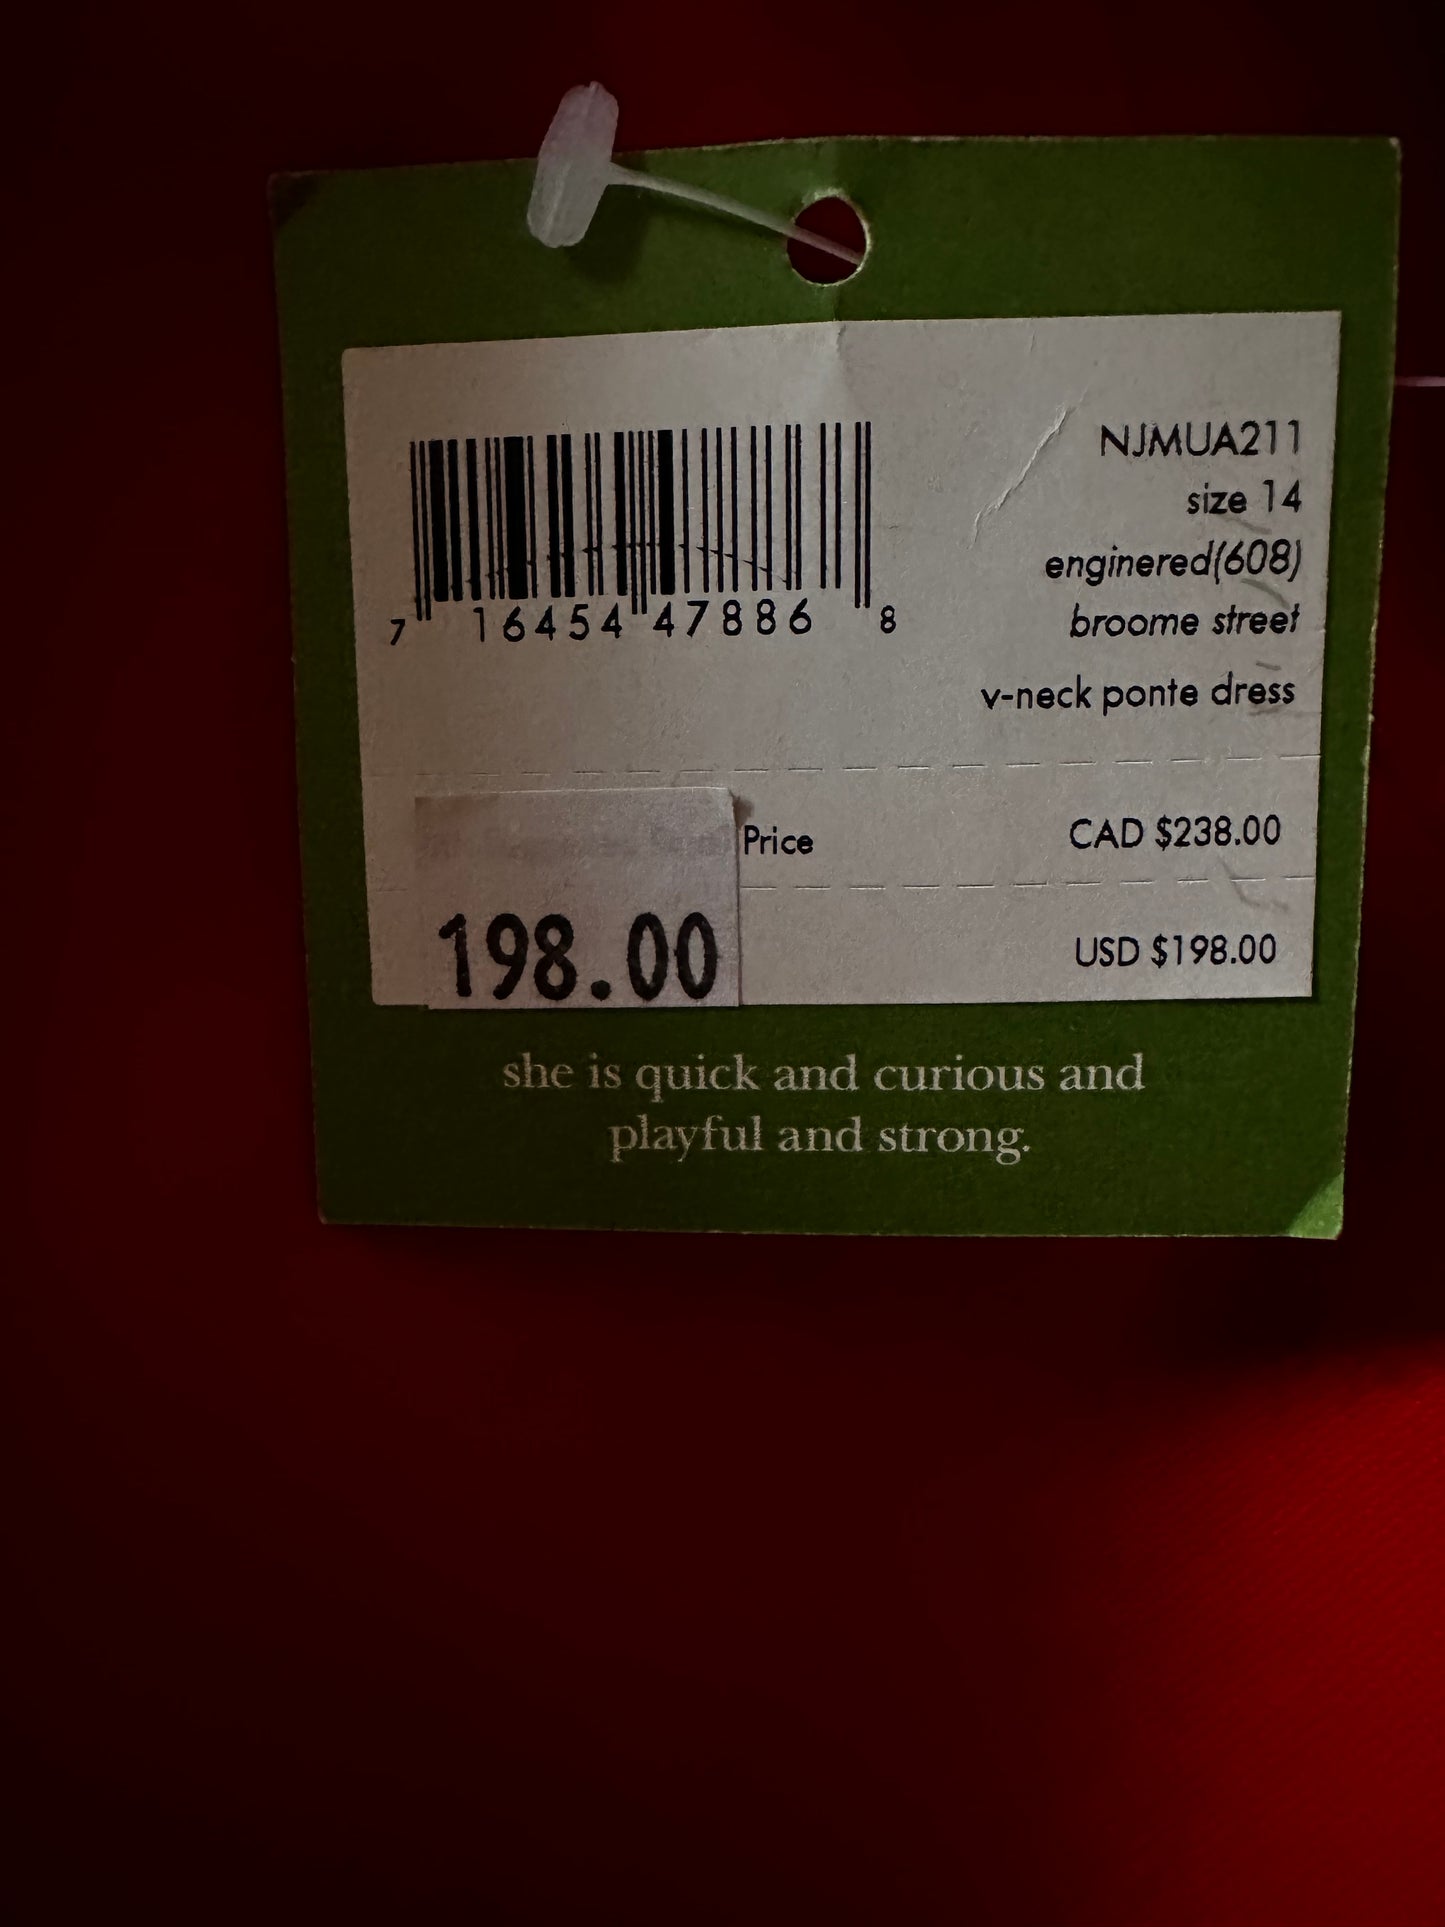 7 16454 47886 8
NJMUA211
size 14
enginered(608)
broome street
v-neck ponte dress
Price CAD $238.00
198.00 USD $198.00
she is quick and curious and
playful and strong.